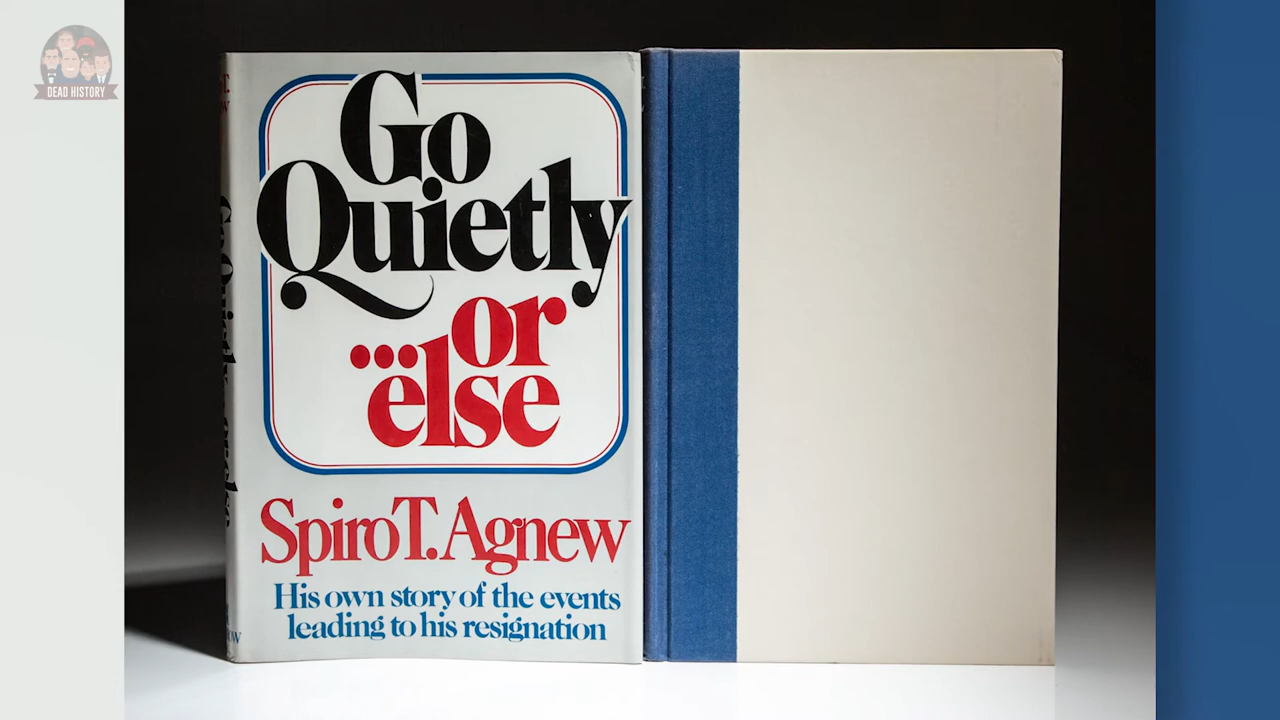 DEAD HISTORY
Go
Quietly
or
...else
Spiro T. Agnew
His own story of the events
leading to his resignation